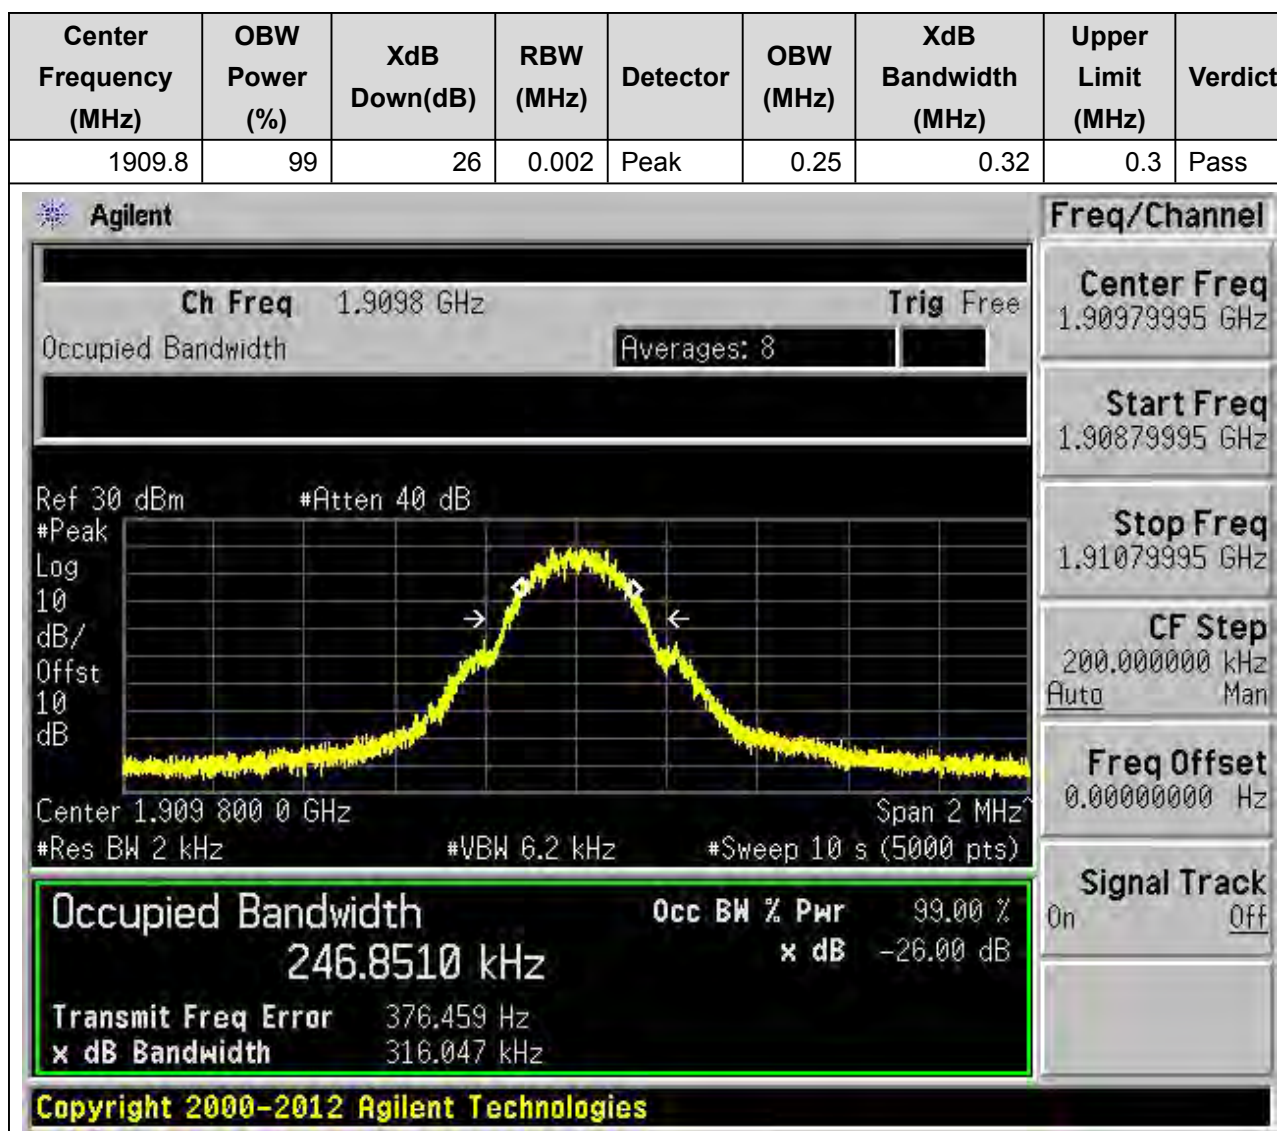 Center Frequency (MHz) OBW Power (%) XdB Down(dB) RBW (MHz) Detector OBW (MHz) XdB Bandwidth (MHz) Upper Limit (MHz) Verdict
1909.8 99 26 0.002 Peak 0.25 0.32 0.3 Pass
Agilent
Freq/Channel
Ch Freq 1.9098 GHz Trig Free
Occupied Bandwidth Averages: 8
Center Freq
1.90979995 GHz
Start Freq
1.90879995 GHz
Stop Freq
1.91079995 GHz
CF Step
200.000000 kHz
Auto Man
Freq Offset
0.00000000 Hz
Signal Track
On Off
Ref 30 dBm #Atten 40 dB
#Peak
Log
10
dB/
Offst
10
dB
Center 1.909 800 0 GHz Span 2 MHz^
#Res BW 2 kHz #VBW 6.2 kHz #Sweep 10 s (5000 pts)
Occupied Bandwidth Occ BW % Pwr 99.00 %
246.8510 kHz x dB -26.00 dB
Transmit Freq Error 376.459 Hz
x dB Bandwidth 316.047 kHz
Copyright 2000-2012 Agilent Technologies